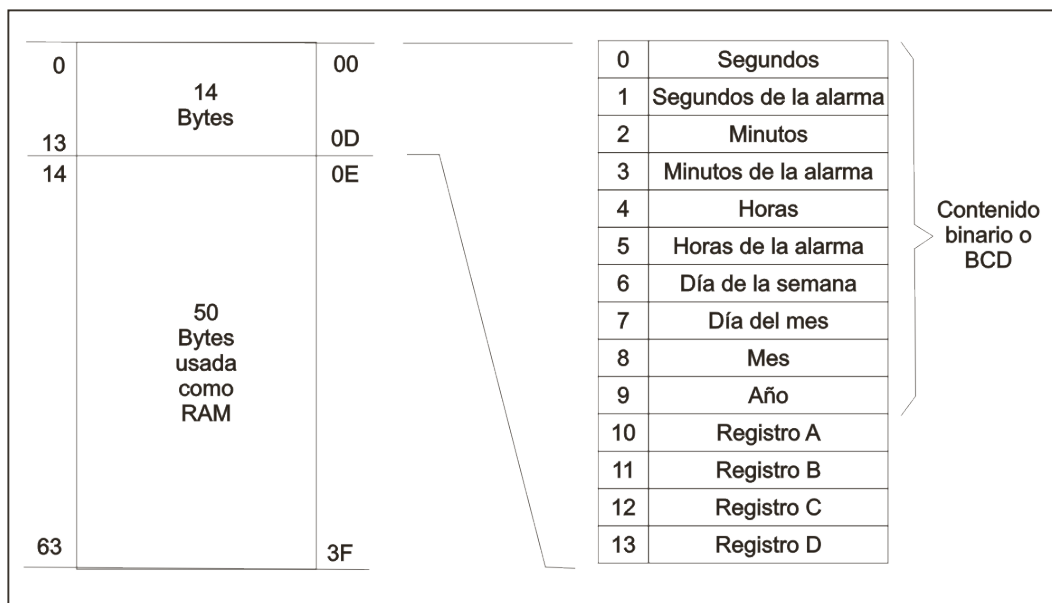 0
00
14
Bytes
13
0D
14
0E
50
Bytes
usada
como
RAM
63
3F
0 Segundos
1 Segundos de la alarma
2 Minutos
3 Minutos de la alarma
4 Horas
5 Horas de la alarma
6 Día de la semana
7 Día del mes
8 Mes
9 Año
10 Registro A
11 Registro B
12 Registro C
13 Registro D
Contenido
binario o
BCD